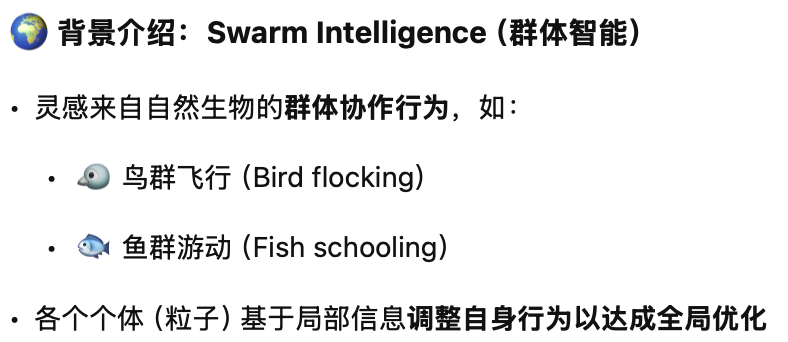 🌍 背景介绍：Swarm Intelligence（群体智能）
• 灵感来自自然生物的群体协作行为，如：
• 🐦 鸟群飞行（Bird flocking）
• 🐟 鱼群游动（Fish schooling）
• 各个个体（粒子）基于局部信息调整自身行为以达成全局优化